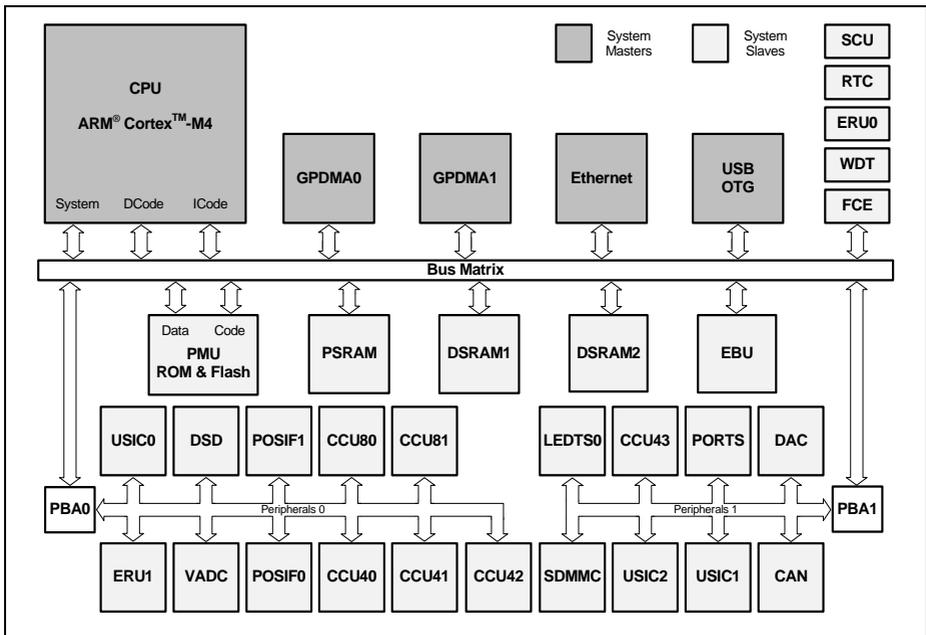 CPU
ARM® Cortex™-M4
System DCode ICode
System
Masters
System
Slaves
SCU
RTC
ERU0
WDT
FCE
GPDMA0
GPDMA1
Ethernet
USB
OTG
Bus Matrix
Data Code
PMU
ROM & Flash
PSRAM
DSRAM1
DSRAM2
EBU
USIC0
DSD
POSIF1
CCU80
CCU81
LEDTS0
CCU43
PORTS
DAC
PBA0
Peripherals 0
Peripherals 1
PBA1
ERU1
VADC
POSIF0
CCU40
CCU41
CCU42
SDMMC
USIC2
USIC1
CAN